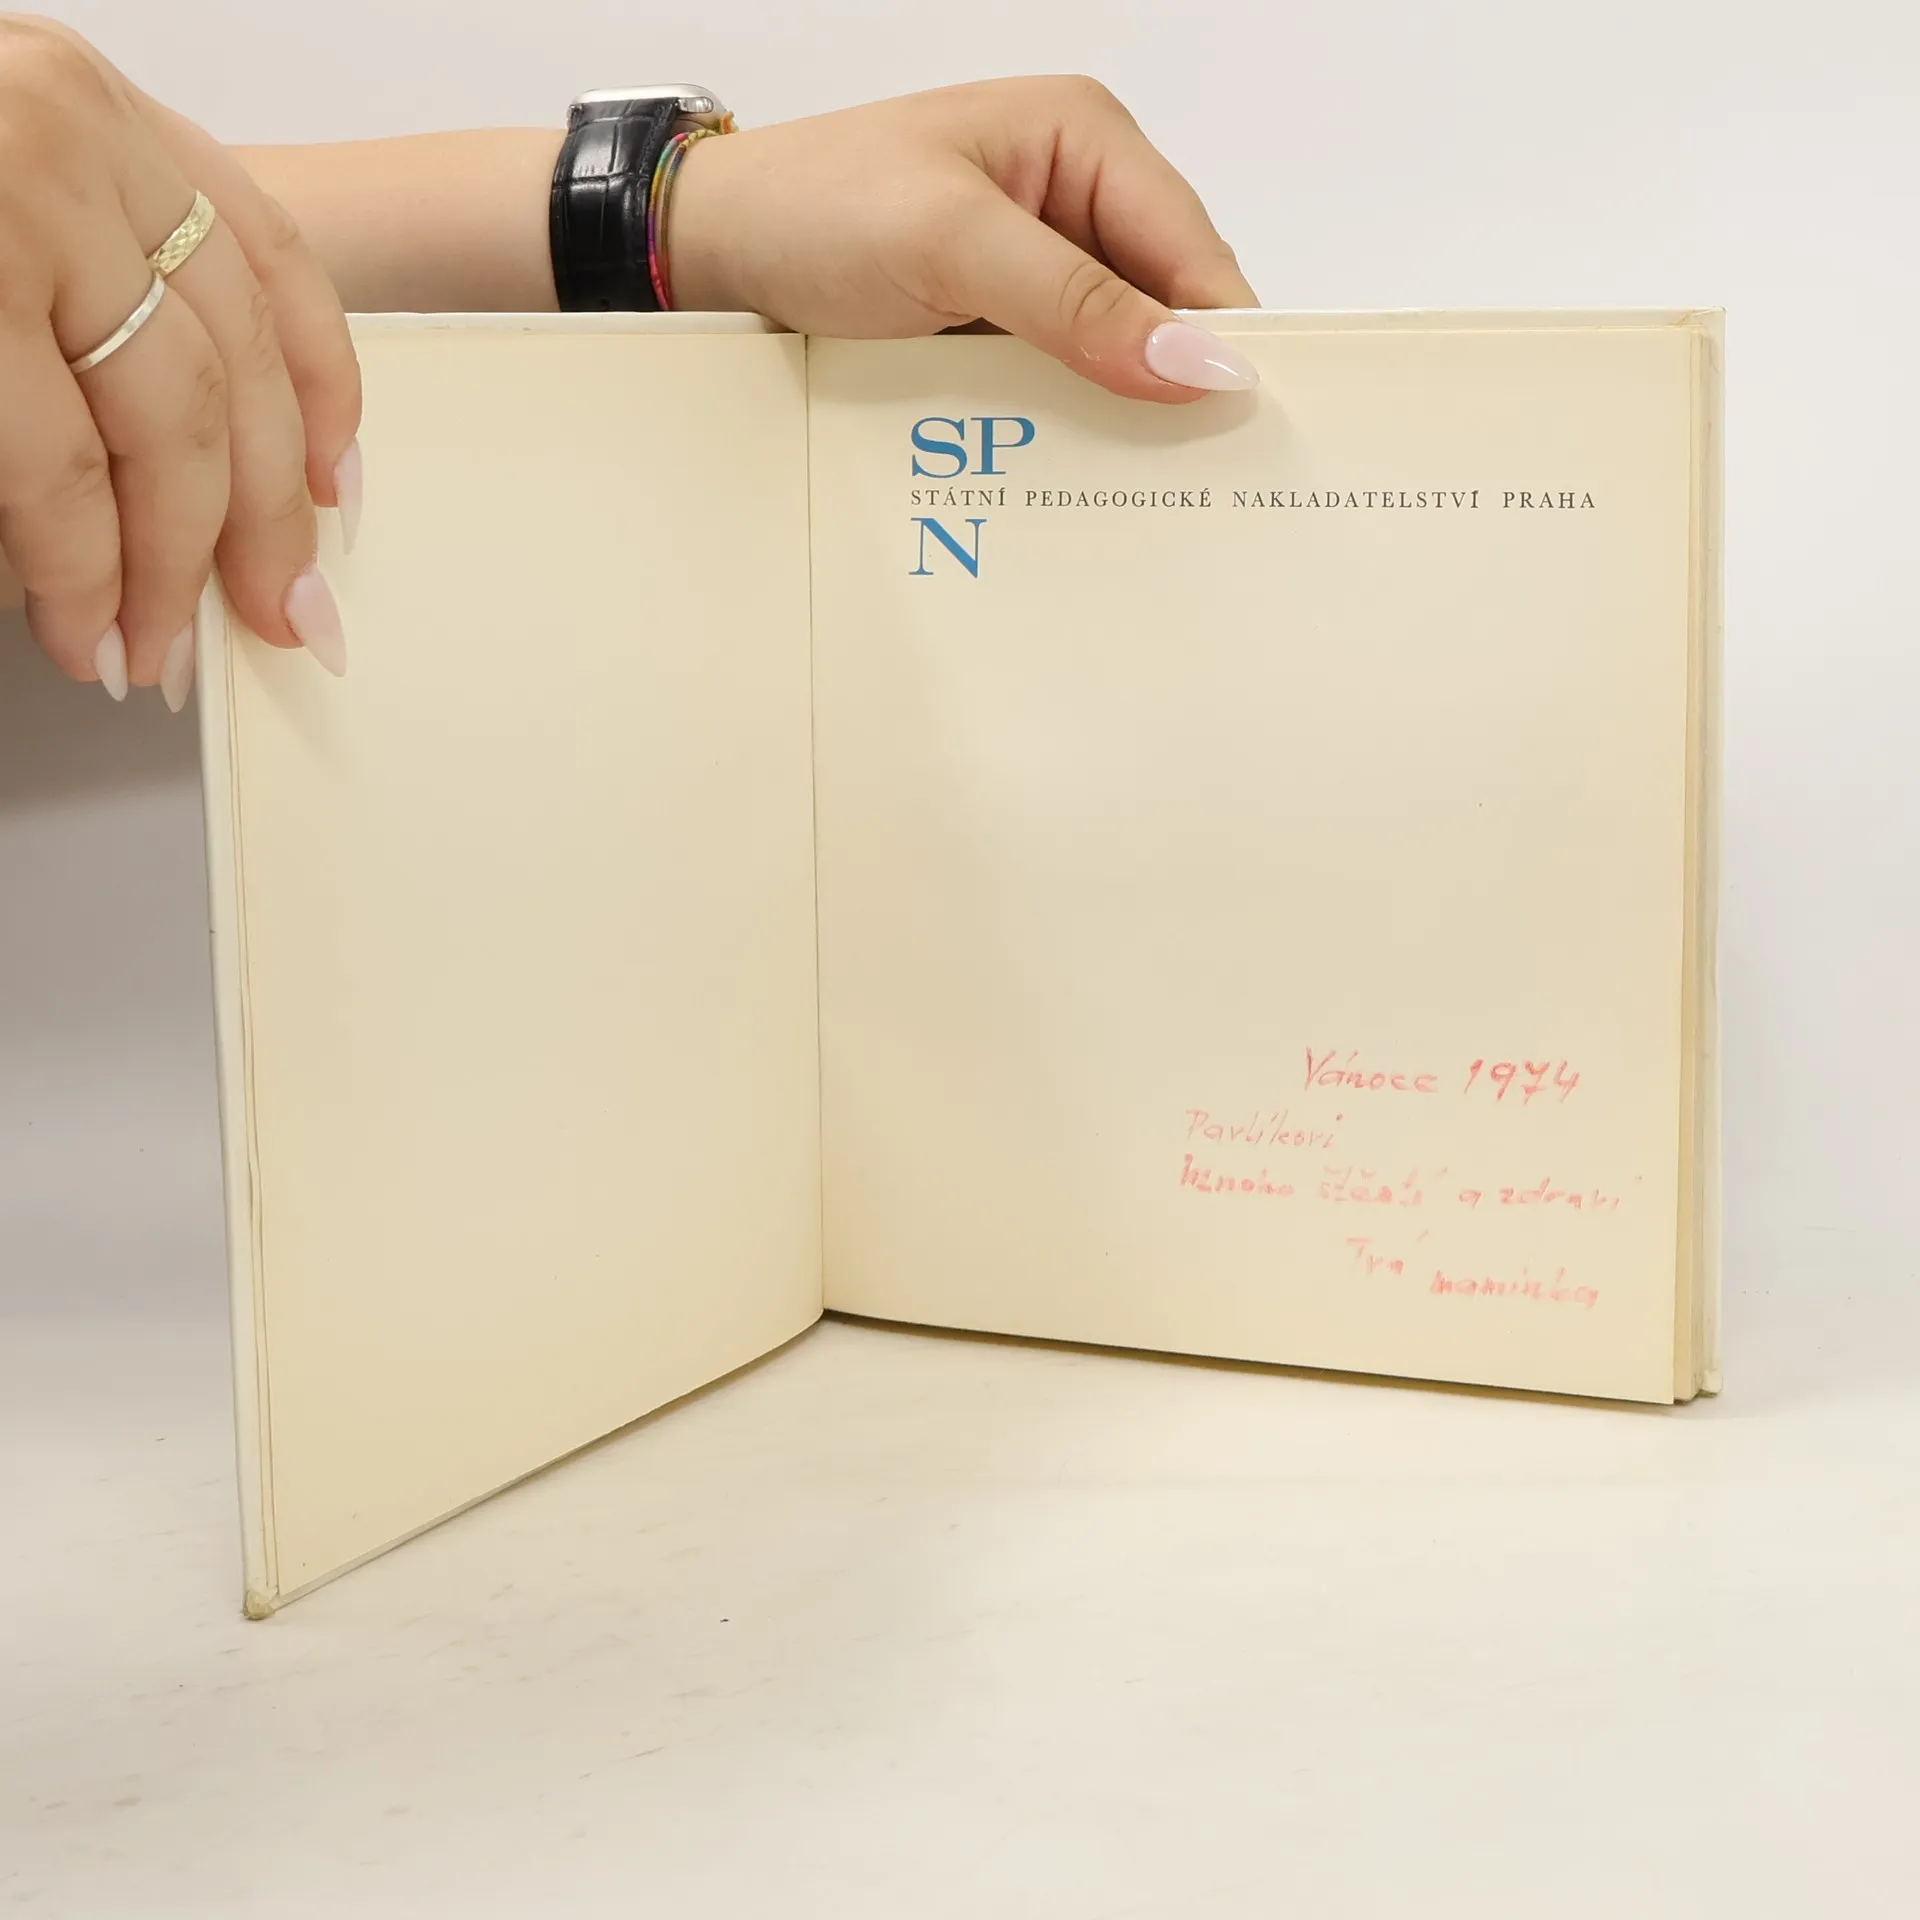 SP
STÁTNÍ PEDAGOGICKÉ NAKLADATELSTVÍ PRAHA
N
Vánoce 1974
Pavlíkovi
Mnoho štěstí a zdraví
Tvá maminka